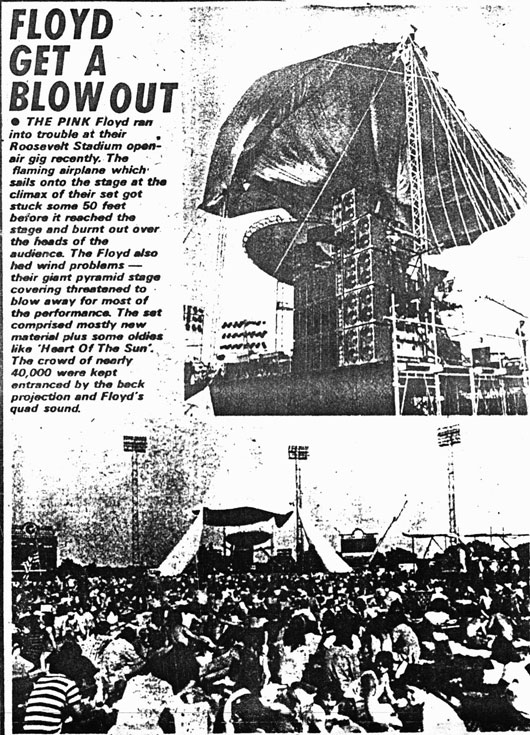 FLOYD
GET A
BLOW OUT
● THE PINK Floyd ran
into trouble at their
Roosevelt Stadium open-
air gig recently. The
flaming airplane which
sails onto the stage at the
climax of their set got
stuck some 50 feet
before it reached the
stage and burnt out over
the heads of the
audience. The Floyd also
had wind problems —
their giant pyramid stage
covering threatened to
blow away for most of
the performance. The set
comprised mostly new
material plus some oldies
like 'Heart Of The Sun'.
The crowd of nearly
40,000 were kept
entranced by the back
projection and Floyd's
quad sound.